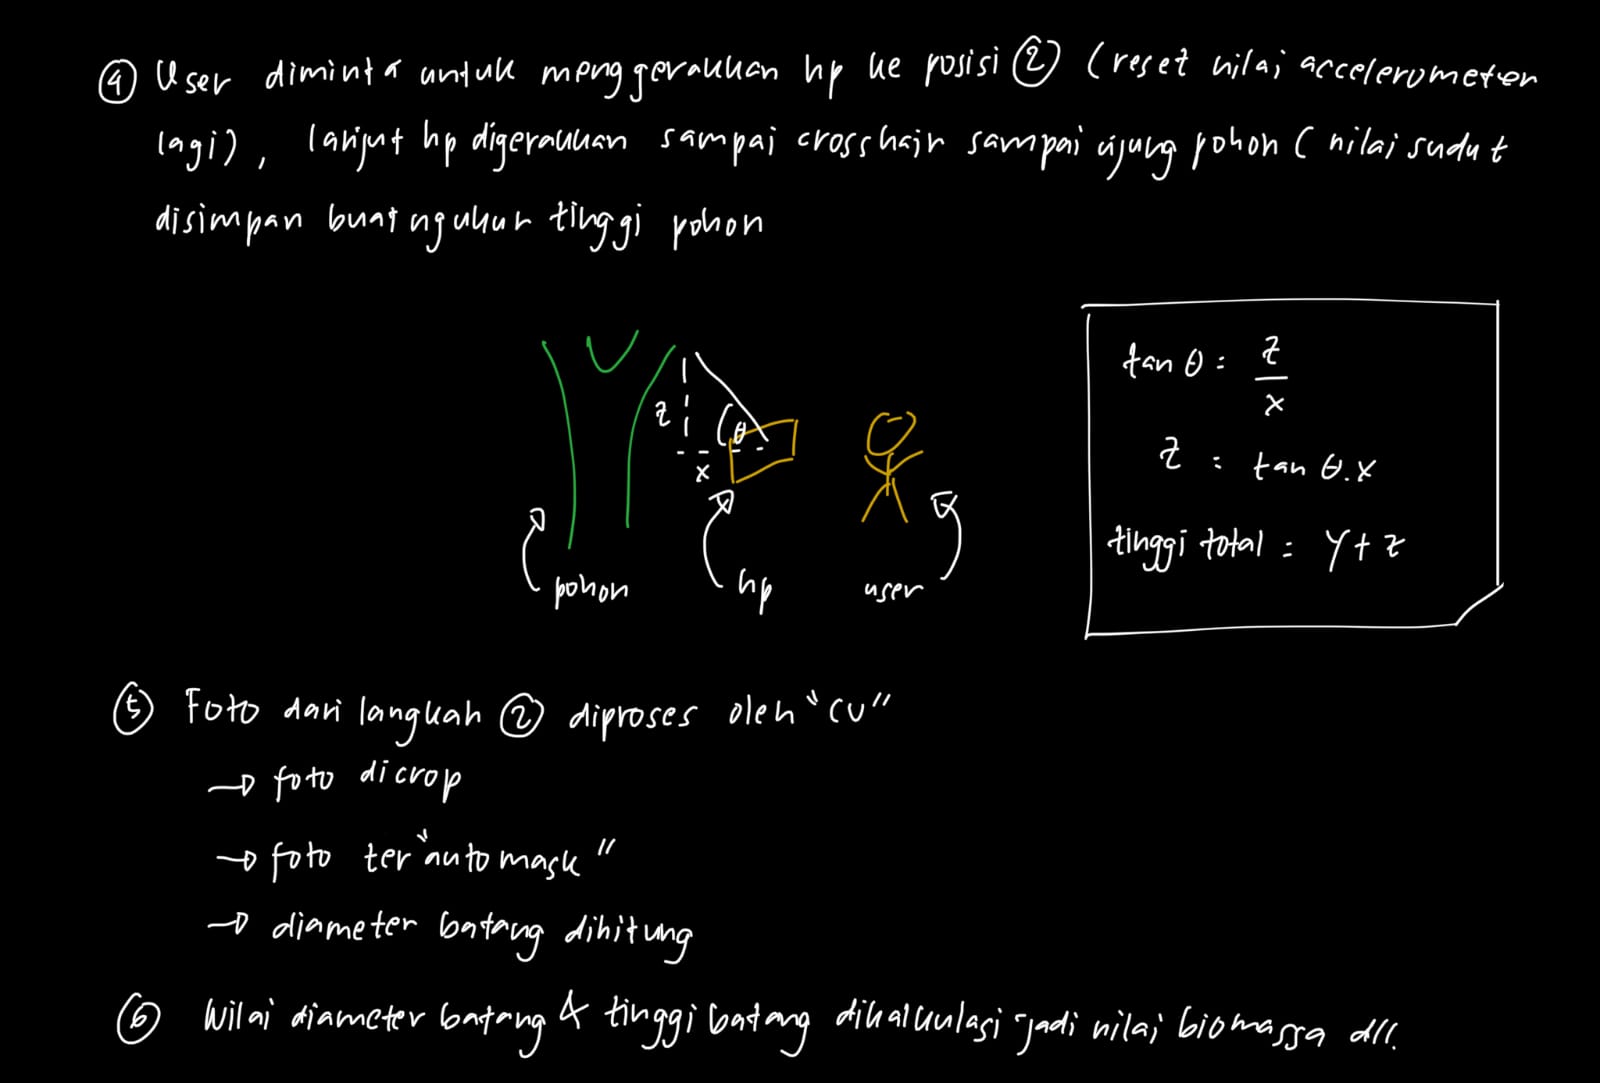 ④ User diminta untuk menggerakkan hp ke posisi ② (reset nilai accelerometer
lagi), lanjut hp digerakkan sampai crosshair sampai ujung pohon ( nilai sudut
disimpan buat ngukur tinggi pohon
tan θ = z / x
z = tan θ . x
tinggi total = y + z
z
θ
x
pohon
hp
user
⑤ Foto dari langkah ② diproses oleh "CV"
→ foto dicrop
→ foto ter"automask"
→ diameter batang dihitung
⑥ Nilai diameter batang & tinggi batang dikalkulasi jadi nilai biomassa dll.